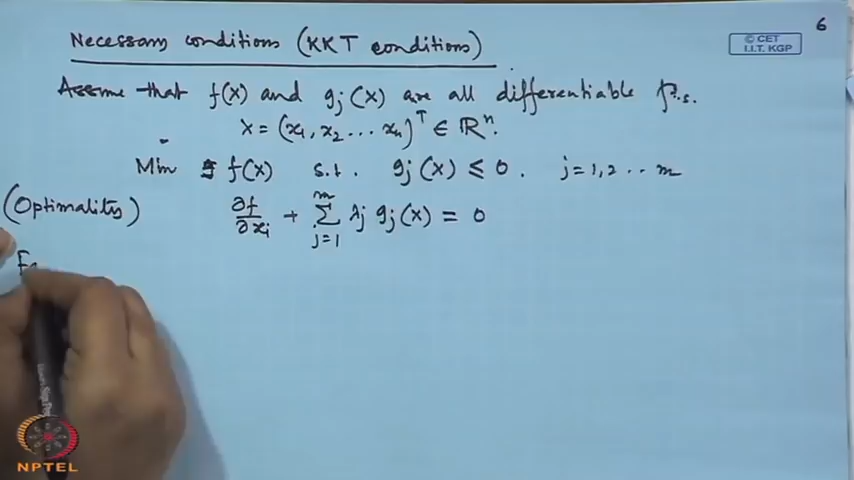 6
© CET
I.I.T. KGP
Necessary conditions (KKT conditions)
Assume that f(x) and gj(x) are all differentiable f.s.
X = (x₁, x₂ ... xₙ)ᵀ ∈ ℝⁿ.
Min f(x) s.t. gj(x) ≤ 0. j = 1, 2 .. m
(Optimality) ∂f/∂xᵢ + Σ_{j=1}^{m} λj gj(x) = 0
NPTEL